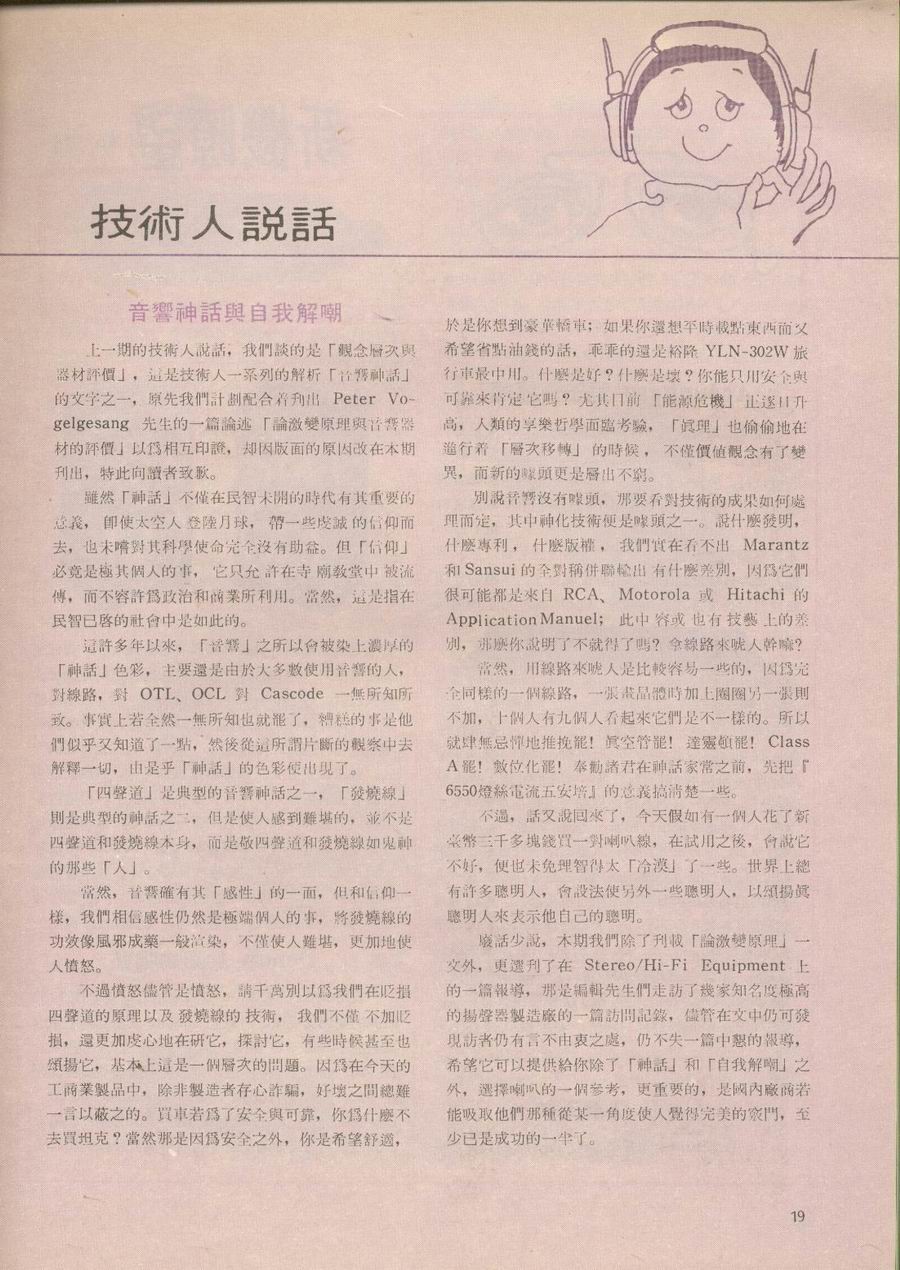 技術人説話
音響神話與自我解嘲
上一期的技術人說話，我們談的是「觀念層次與
器材評價」，這是技術人一系列的解析「音響神話」
的文字之一，原先我們計劃配合着刋出 Peter Vo-
gelgesang 先生的一篇論述「論激變原理與音響器
材的評價」以爲相互印證，却因版面的原因改在本期
刋出，特此向讀者致歉。
雖然「神話」不僅在民智未開的時代有其重要的
意義，卽使太空人登陸月球，帶一些虔誠的信仰而
去，也未嚐對其科學使命完全沒有助益。但「信仰」
必竟是極其個人的事，它只允許在寺廟敎堂中被流
傳，而不容許爲政治和商業所利用。當然，這是指在
民智已啓的社會中是如此的。
這許多年以來，「音響」之所以會被染上濃厚的
「神話」色彩，主要還是由於大多數使用音響的人，
對線路，對 OTL、OCL 對 Cascode 一無所知所
致。事實上若全然一無所知也就罷了，糟糕的事是他
們似乎又知道了一點，然後從這所謂片斷的觀察中去
解釋一切，由是乎「神話」的色彩便出現了。
「四聲道」是典型的音響神話之一，「發燒線」
則是典型的神話之二，但是使人感到難堪的，並不是
四聲道和發燒線本身，而是敬四聲道和發燒線如鬼神
的那些「人」。
當然，音響確有其「感性」的一面，但和信仰一
樣，我們相信感性仍然是極端個人的事，將發燒線的
功效像風邪成藥一般渲染，不僅使人難堪，更加地使
人憤怒。
不過憤怒儘管是憤怒，請千萬別以爲我們在貶損
四聲道的原理以及發燒線的技術，我們不僅不加貶
損，還更加虔心地在研它，探討它，有些時候甚至也
頌揚它，基本上這是一個層次的問題。因爲在今天的
工商業製品中，除非製造者存心詐騙，好壞之間總難
一言以蔽之的。買車若爲了安全與可靠，你爲什麼不
去買坦克？當然那是因爲安全之外，你是希望舒適，
於是你想到豪華轎車；如果你還想平時載點東西而又
希望省點油錢的話，乖乖的還是裕隆 YLN-302W 旅
行車最中用。什麼是好？什麼是壞？你能只用安全與
可靠來肯定它嗎？尤其目前「能源危機」正逐日升
高，人類的享樂哲學面臨考驗，「眞理」也偷偷地在
進行着「層次移轉」的時候，不僅價值觀念有了變
異，而新的噱頭更是層出不窮。
別說音響沒有噱頭，那要看對技術的成果如何處
理而定，其中神化技術便是噱頭之一。說什麼發明，
什麼專利，什麼版權，我們實在看不出 Marantz
和 Sansui 的全對稱併聯輸出有什麼差別，因爲它們
很可能都是來自 RCA、Motorola 或 Hitachi 的
Application Manuel；此中容或也有技藝上的差
別，那麼你說明了不就得了嗎？拿線路來唬人幹嘛？
當然，用線路來唬人是比較容易一些的，因爲完
全同樣的一個線路，一張畫晶體時加上圈圈另一張則
不加，十個人有九個人看起來它們是不一樣的。所以
就肆無忌憚地推挽罷！眞空管罷！達靈頓罷！Class
A 罷！數位化罷！奉勸諸君在神話家常之前，先把『
6550燈絲電流五安培』的意義搞淸楚一些。
不過，話又說回來了，今天假如有一個人花了新
臺幣三千多塊錢買一對喇叭線，在試用之後，會說它
不好，便也未免理智得太「冷漠」了一些。世界上總
有許多聰明人，會設法使另外一些聰明人，以頌揚眞
聰明人來表示他自己的聰明。
廢話少說，本期我們除了刋載「論激變原理」一
文外，更選刋了在 Stereo/Hi-Fi Equipment 上
的一篇報導，那是編輯先生們走訪了幾家知名度極高
的揚聲器製造廠的一篇訪問記錄，儘管在文中仍可發
現訪者仍有言不由衷之處，仍不失一篇中懇的報導，
希望它可以提供給你除了「神話」和「自我解嘲」之
外，選擇喇叭的一個參考，更重要的，是國內廠商若
能吸取他們那種從某一角度使人覺得完美的竅門，至
少已是成功的一半了。
19